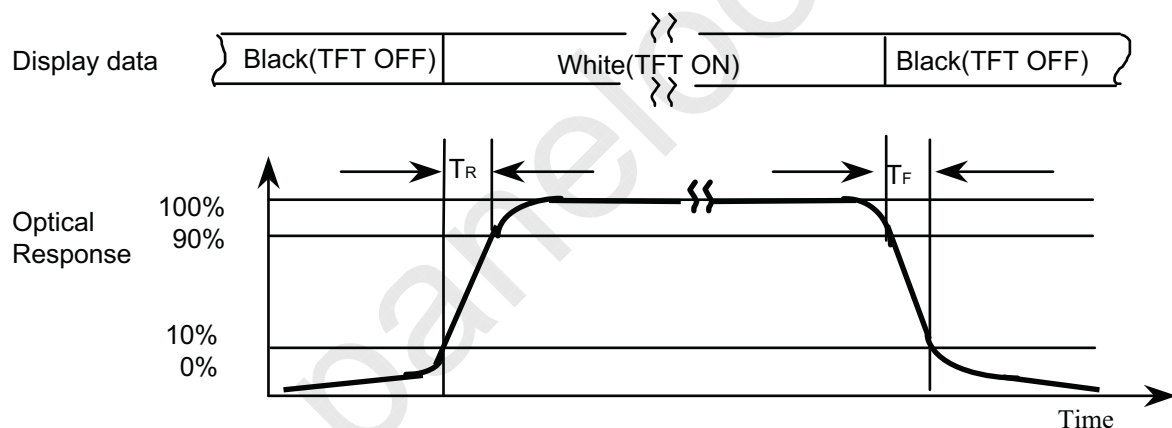 Display data
Black(TFT OFF)
White(TFT ON)
Black(TFT OFF)
TR
TF
Optical
Response
100%
90%
10%
0%
Time